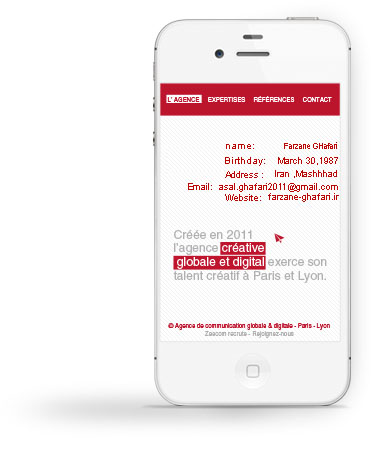 L'AGENCE EXPERTISES RÉFÉRENCES CONTACT
name: Farzane GHafari
Birthday: March 30,1987
Address : Iran ,Mashhhad
Email: asal.ghafari2011@gmail.com
Website: farzane-ghafari.ir
Créée en 2011
l'agence créative
globale et digital exerce son
talent créatif à Paris et Lyon.
© Agence de communication globale & digitale - Paris - Lyon
Zeecom recrute - Rejoignez-nous